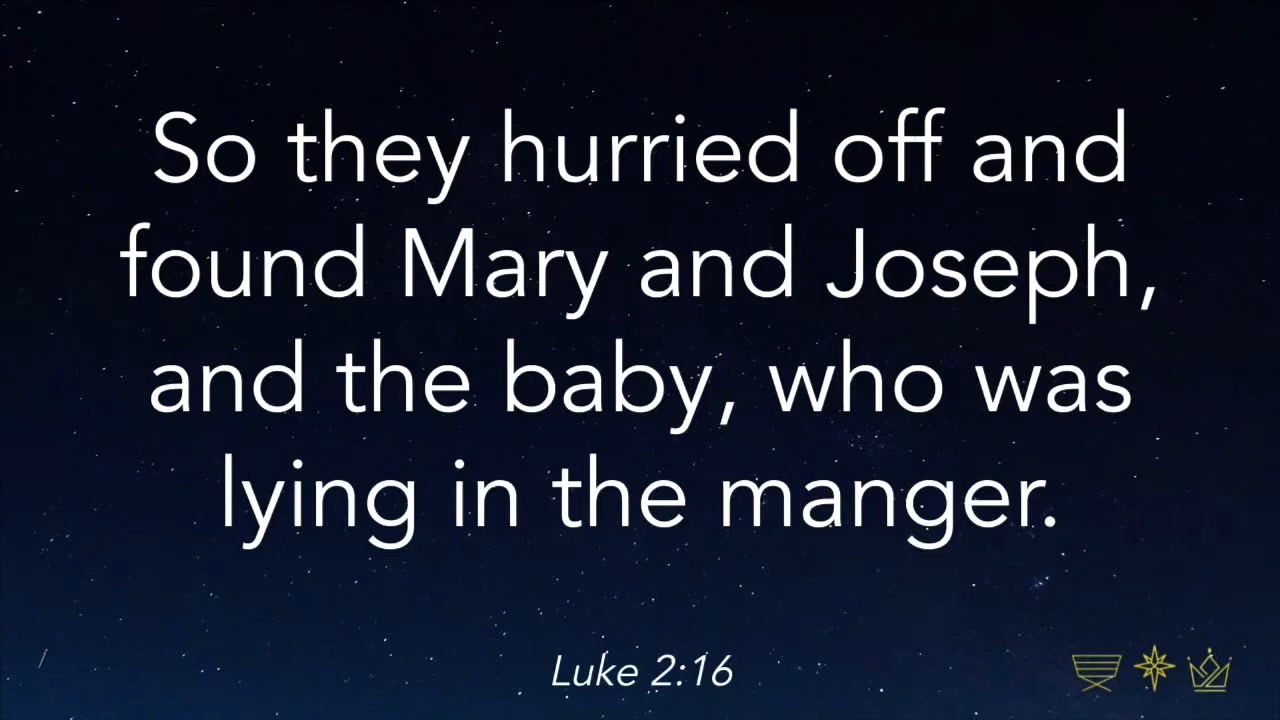 So they hurried off and
found Mary and Joseph,
and the baby, who was
lying in the manger.
Luke 2:16